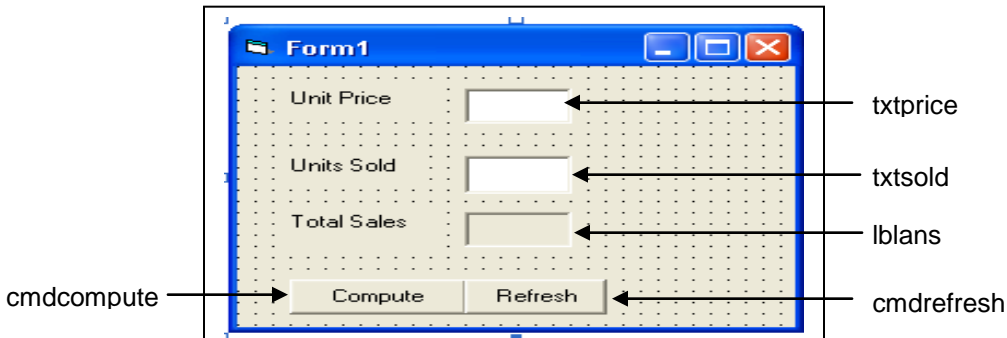 Form1
Unit Price
txtprice
Units Sold
txtsold
Total Sales
lblans
cmdcompute
Compute
Refresh
cmdrefresh